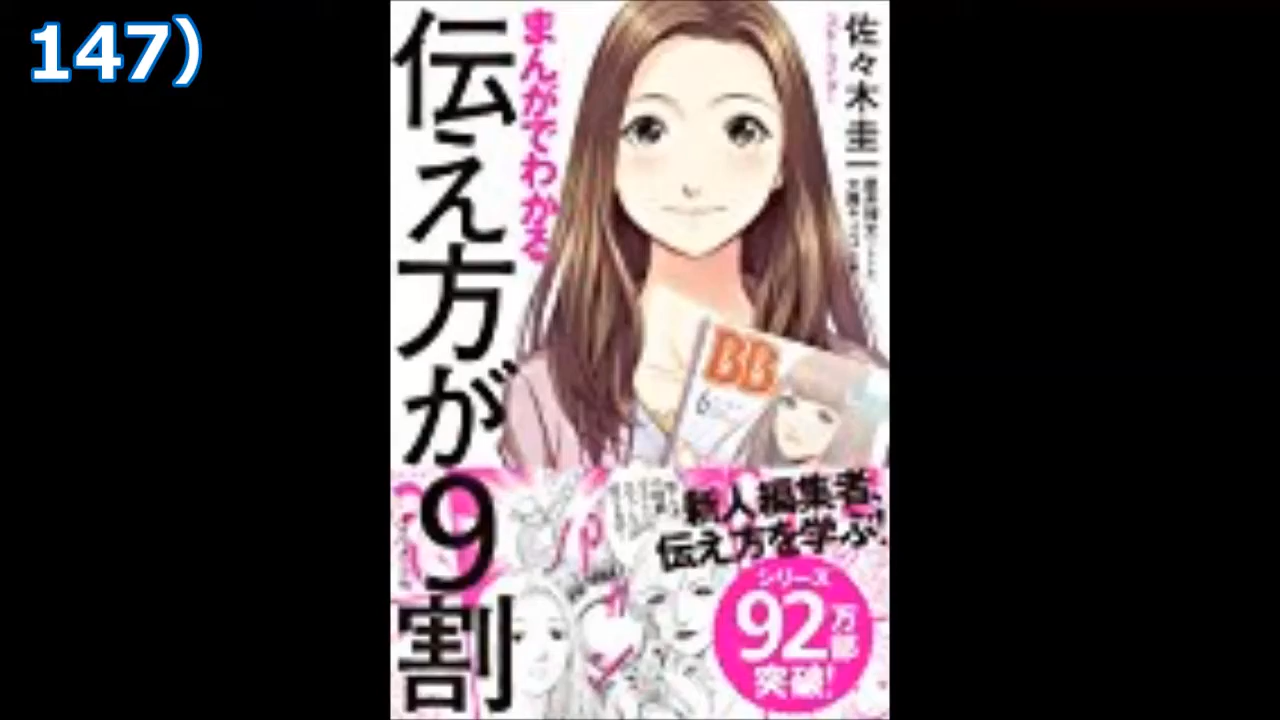 147)
まんがでわかる
伝え方が9割
佐々木圭一
BB
6
新人編集者、
伝え方を学ぶ!
シリーズ
92万部
突破!